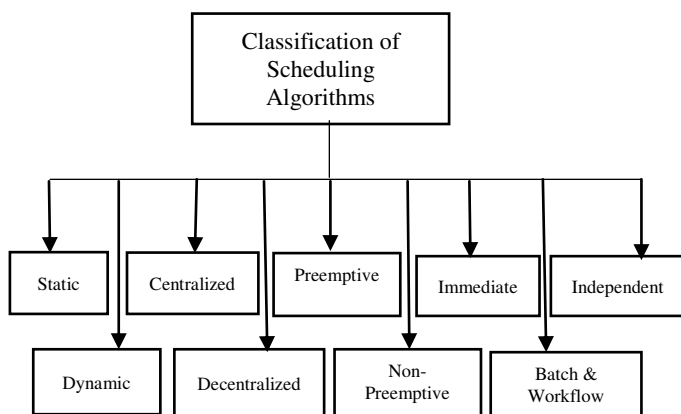 Classification of
Scheduling
Algorithms
Static
Centralized
Preemptive
Immediate
Independent
Dynamic
Decentralized
Non-
Preemptive
Batch &
Workflow